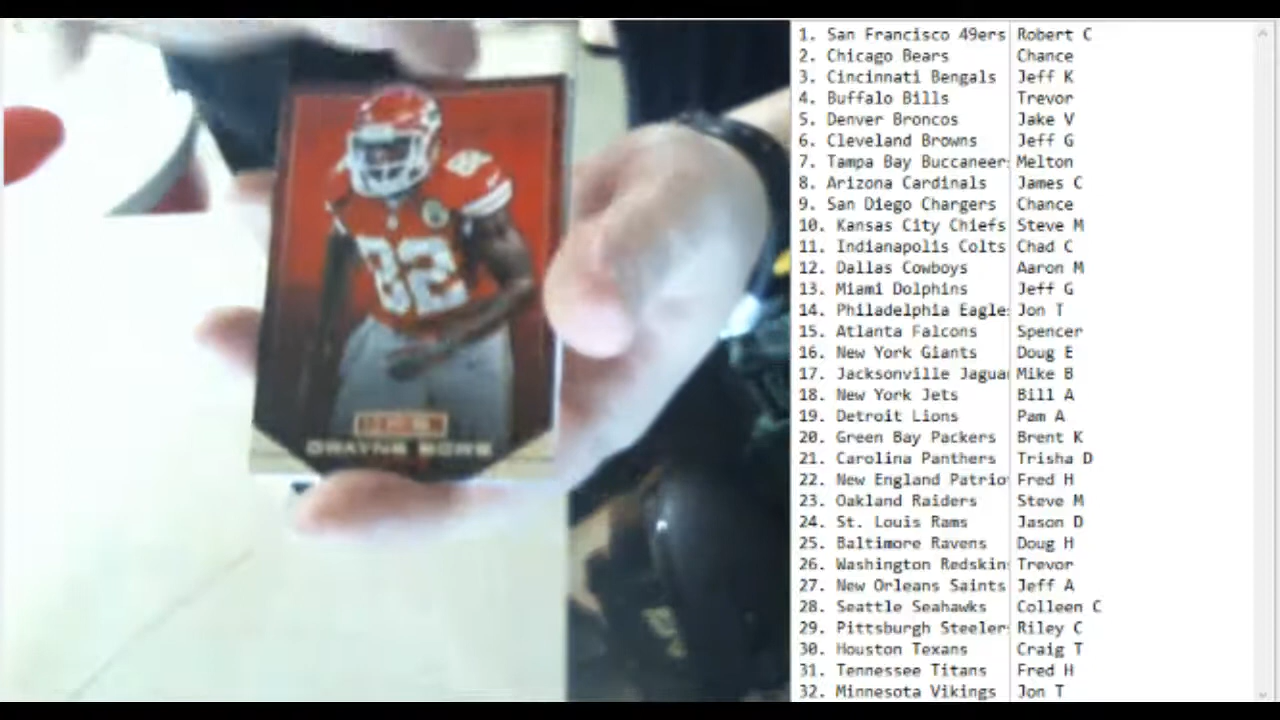 82
DWAYNE BOWE
1. San Francisco 49ers Robert C
2. Chicago Bears Chance
3. Cincinnati Bengals Jeff K
4. Buffalo Bills Trevor
5. Denver Broncos Jake V
6. Cleveland Browns Jeff G
7. Tampa Bay Buccaneer Melton
8. Arizona Cardinals James C
9. San Diego Chargers Chance
10. Kansas City Chiefs Steve M
11. Indianapolis Colts Chad C
12. Dallas Cowboys Aaron M
13. Miami Dolphins Jeff G
14. Philadelphia Eagle Jon T
15. Atlanta Falcons Spencer
16. New York Giants Doug E
17. Jacksonville Jagua Mike B
18. New York Jets Bill A
19. Detroit Lions Pam A
20. Green Bay Packers Brent K
21. Carolina Panthers Trisha D
22. New England Patrio Fred H
23. Oakland Raiders Steve M
24. St. Louis Rams Jason D
25. Baltimore Ravens Doug H
26. Washington Redskin Trevor
27. New Orleans Saints Jeff A
28. Seattle Seahawks Colleen C
29. Pittsburgh Steeler Riley C
30. Houston Texans Craig T
31. Tennessee Titans Fred H
32. Minnesota Vikings Jon T